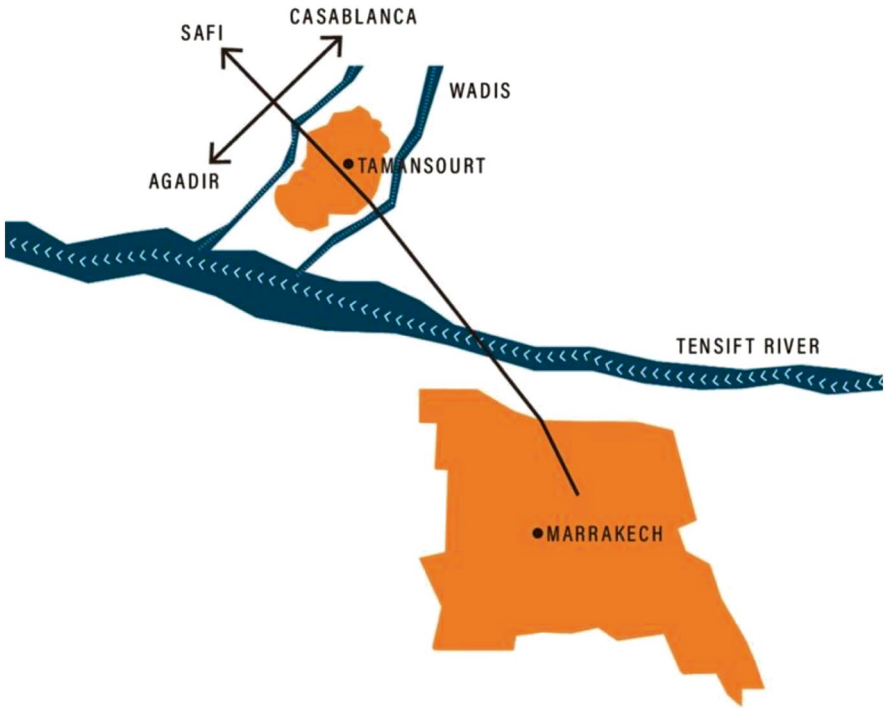 CASABLANCA
SAFI
WADIS
TAMANSOURT
AGADIR
TENSIFT RIVER
MARRAKECH